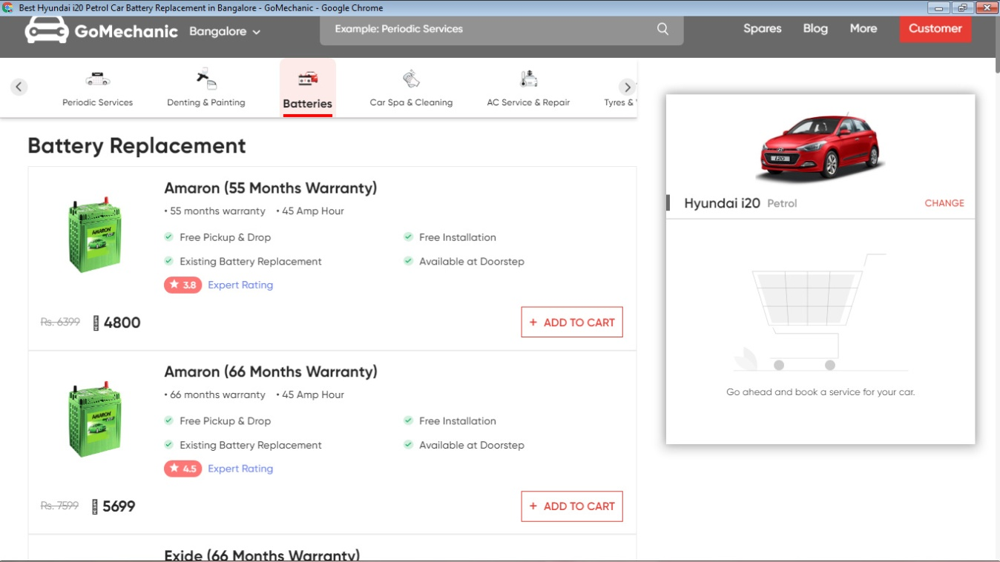 Best Hyundai i20 Petrol Car Battery Replacement in Bangalore - GoMechanic - Google Chrome
GoMechanic Bangalore Example: Periodic Services Spares Blog More Customer
Periodic Services Denting & Painting Batteries Car Spa & Cleaning AC Service & Repair Tyres &
Battery Replacement
Amaron (55 Months Warranty)
• 55 months warranty • 45 Amp Hour
Free Pickup & Drop Free Installation
Existing Battery Replacement Available at Doorstep
3.8 Expert Rating
Rs. 6399 4800 + ADD TO CART
AMARON
Amaron (66 Months Warranty)
• 66 months warranty • 45 Amp Hour
Free Pickup & Drop Free Installation
Existing Battery Replacement Available at Doorstep
4.5 Expert Rating
Rs. 7599 5699 + ADD TO CART
AMARON
Exide (66 Months Warranty)
i20
Hyundai i20 Petrol CHANGE
Go ahead and book a service for your car.